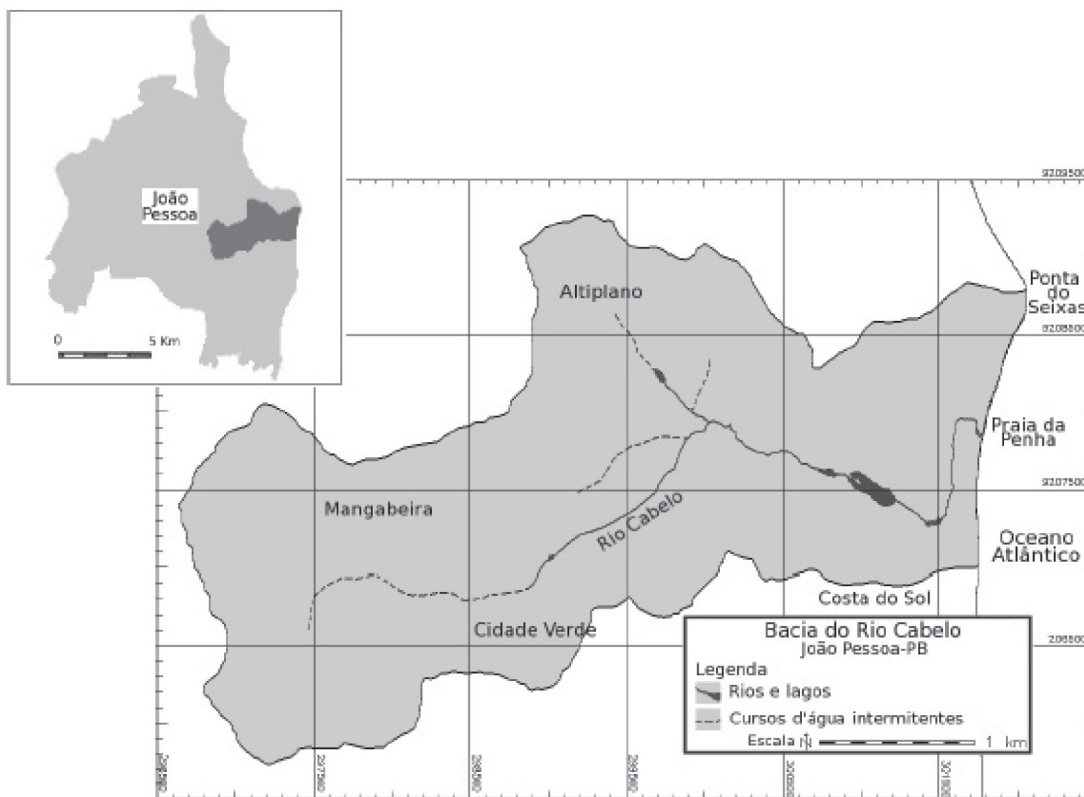 João
Pessoa
0 5 Km
9209500
Altiplano
Ponta
do
Seixas
Praia da
Penha
9207500
Mangabeira
Rio Cabelo
Oceano
Atlântico
Costa do Sol
Cidade Verde
Bacia do Rio Cabelo
João Pessoa-PB
Legenda
Rios e lagos
Cursos d'água intermitentes
Escala N 1 km